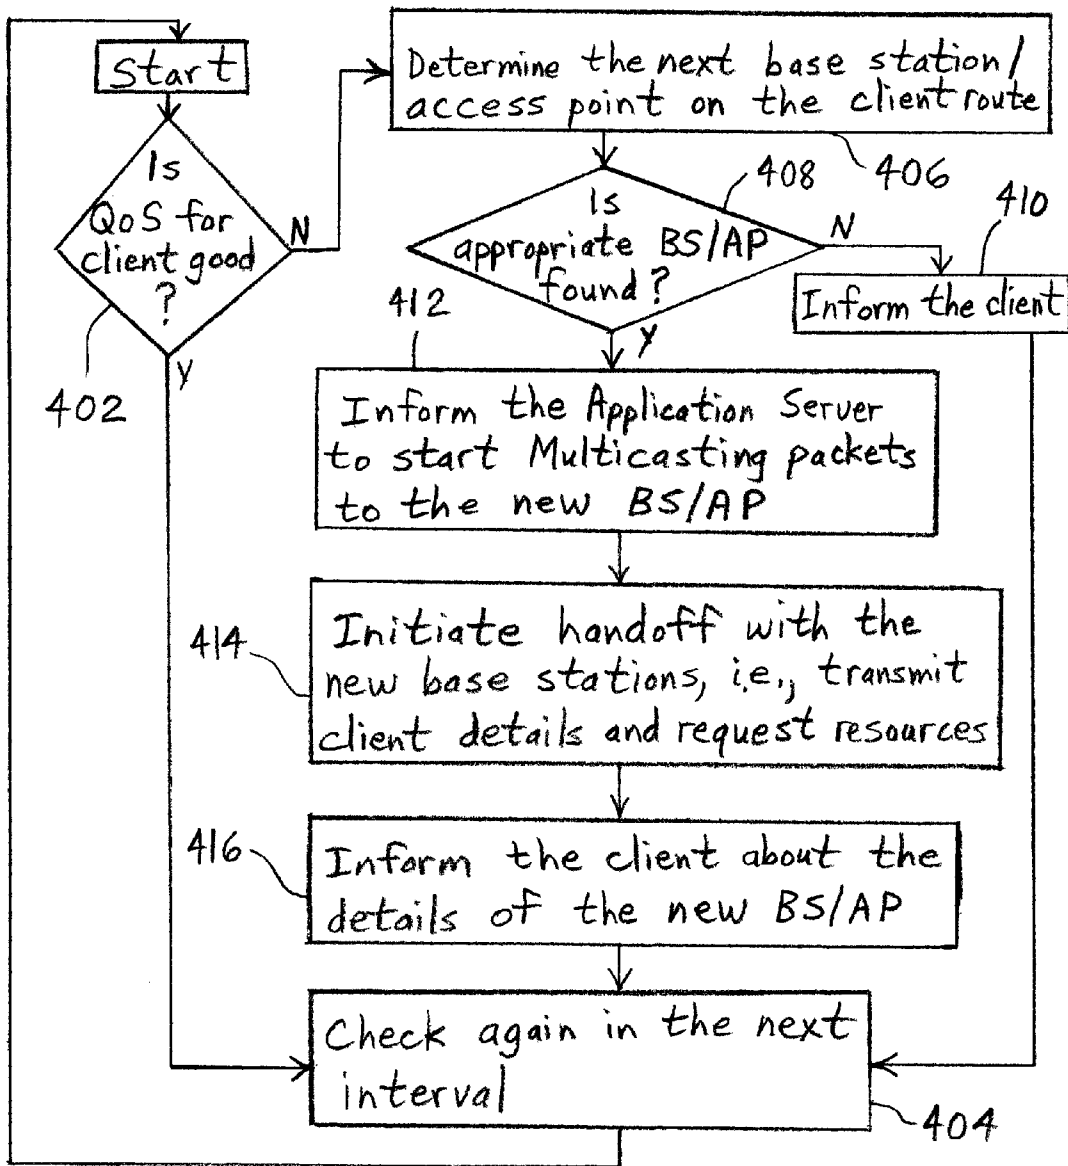 Start
Is
QoS for
client good
?
N
Y
402
Determine the next base station/
access point on the client route
406
Is
appropriate BS/AP
found?
408
N
Y
410
Inform the client
412
Inform the Application Server
to start Multicasting packets
to the new BS/AP
414
Initiate handoff with the
new base stations, i.e., transmit
client details and request resources
416
Inform the client about the
details of the new BS/AP
Check again in the next
interval
404